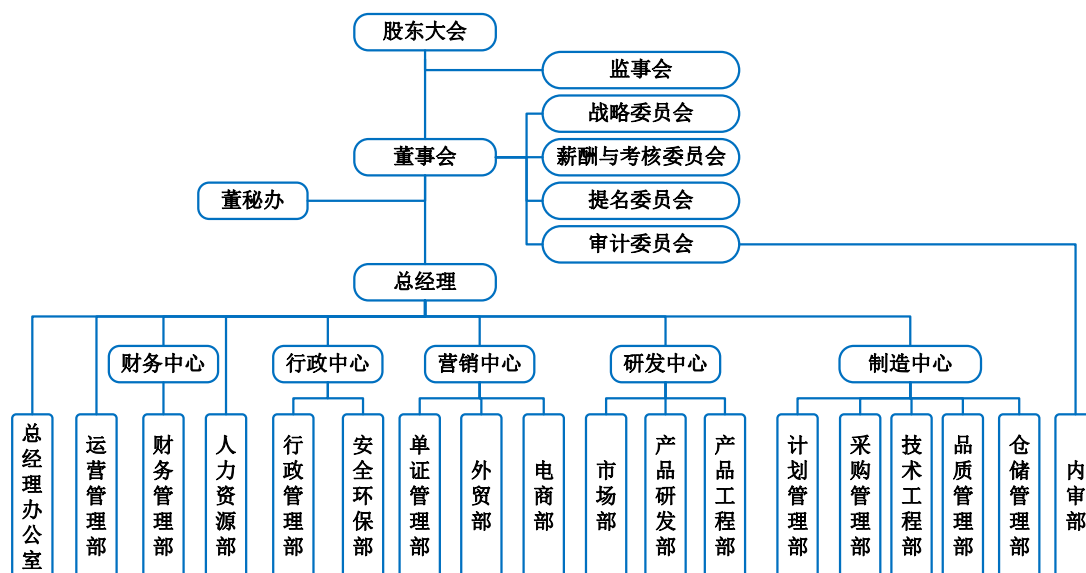 股东大会
监事会
战略委员会
董事会
薪酬与考核委员会
董秘办
提名委员会
审计委员会
总经理
财务中心
行政中心
营销中心
研发中心
制造中心
总经理办公室
运营管理部
财务管理部
人力资源部
行政管理部
安全环保部
单证管理部
外贸部
电商部
市场部
产品研发部
产品工程部
计划管理部
采购管理部
技术工程部
品质管理部
仓储管理部
内审部